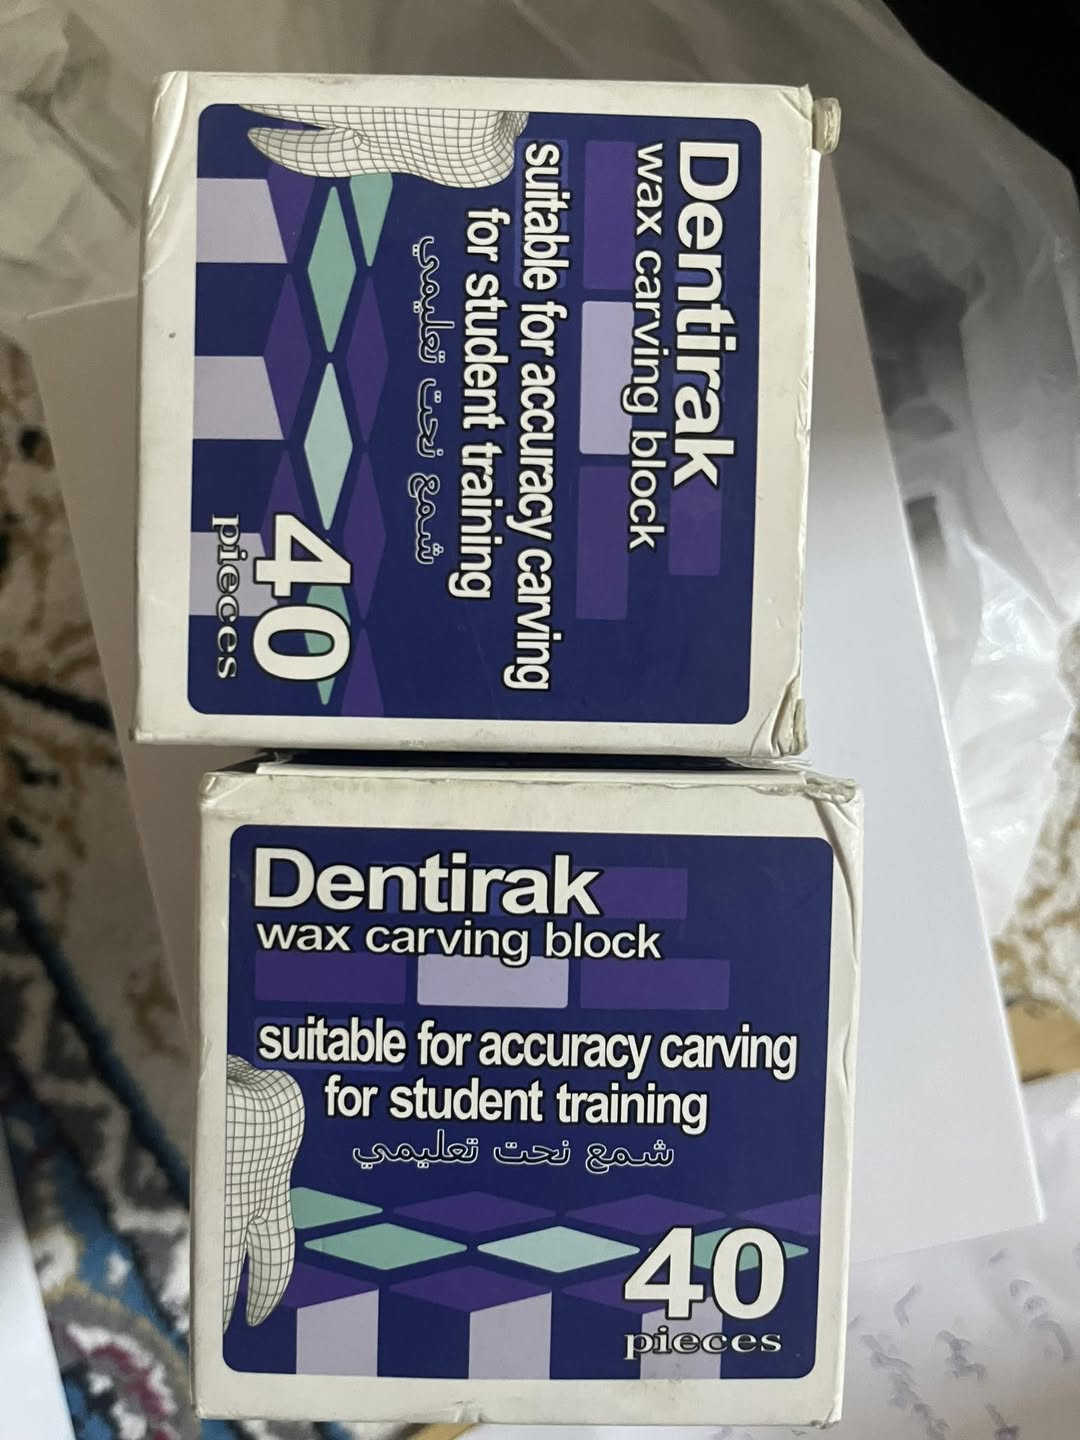 Dentirak
wax carving block
suitable for accuracy carving
for student training
شمع نحت تعليمي
40
pieces
Dentirak
wax carving block
suitable for accuracy carving
for student training
شمع نحت تعليمي
40
pieces